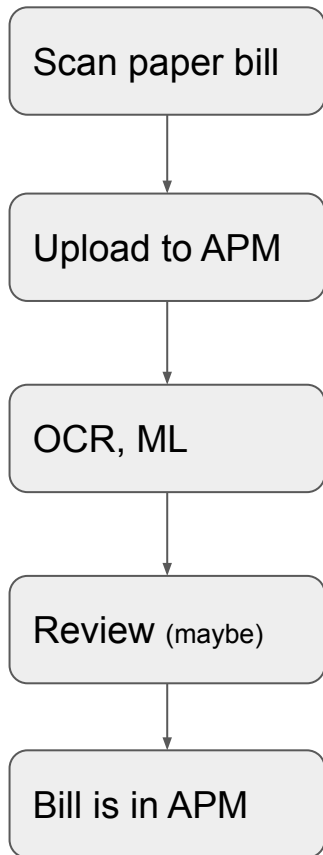 Scan paper bill
Upload to APM
OCR, ML
Review (maybe)
Bill is in APM